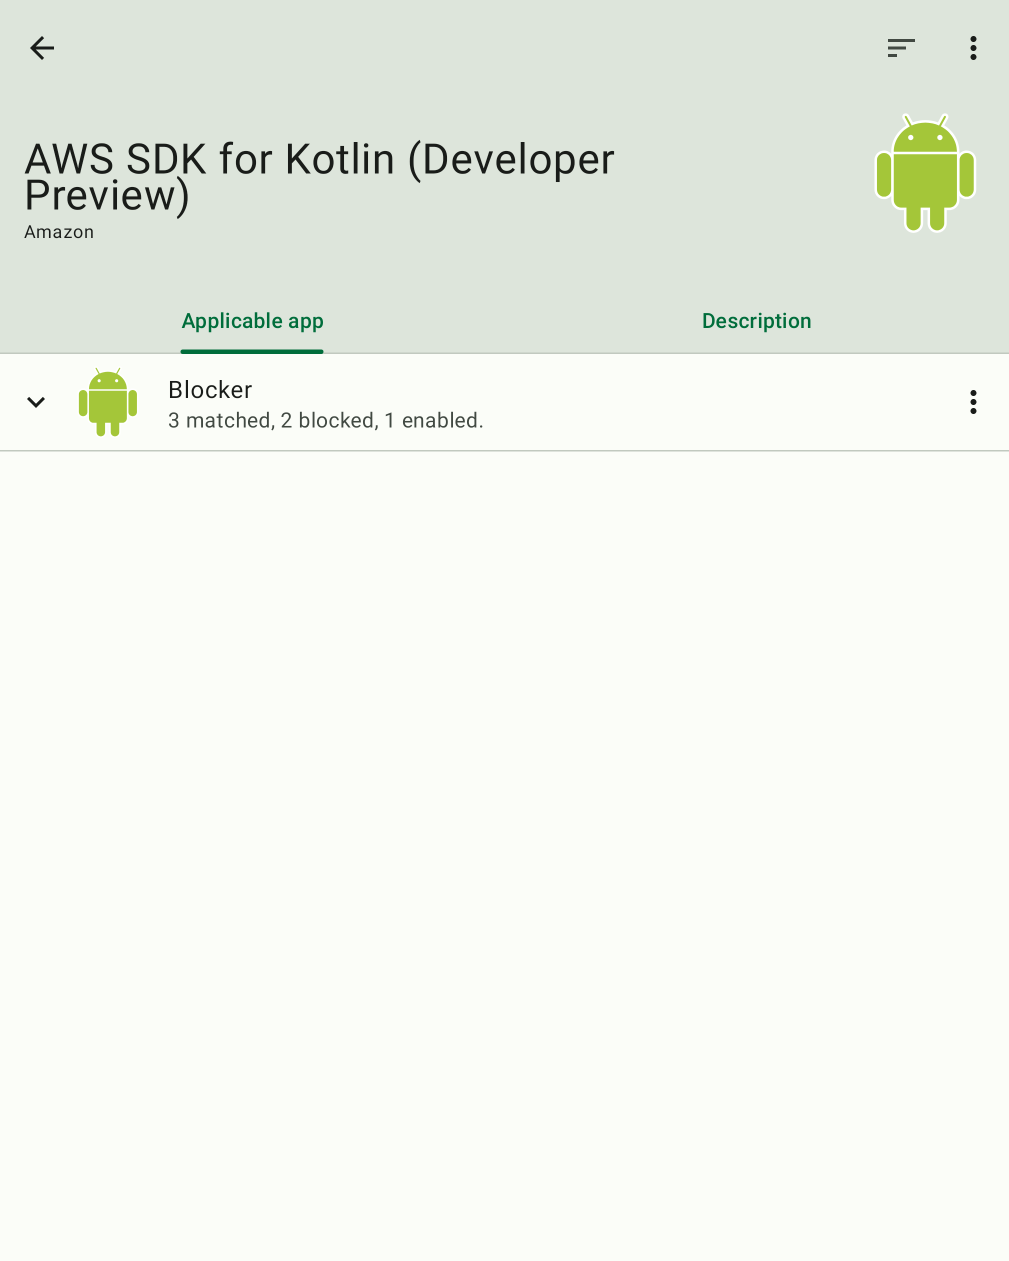 AWS SDK for Kotlin (Developer
Preview)
Amazon
Applicable app
Description
Blocker
3 matched, 2 blocked, 1 enabled.